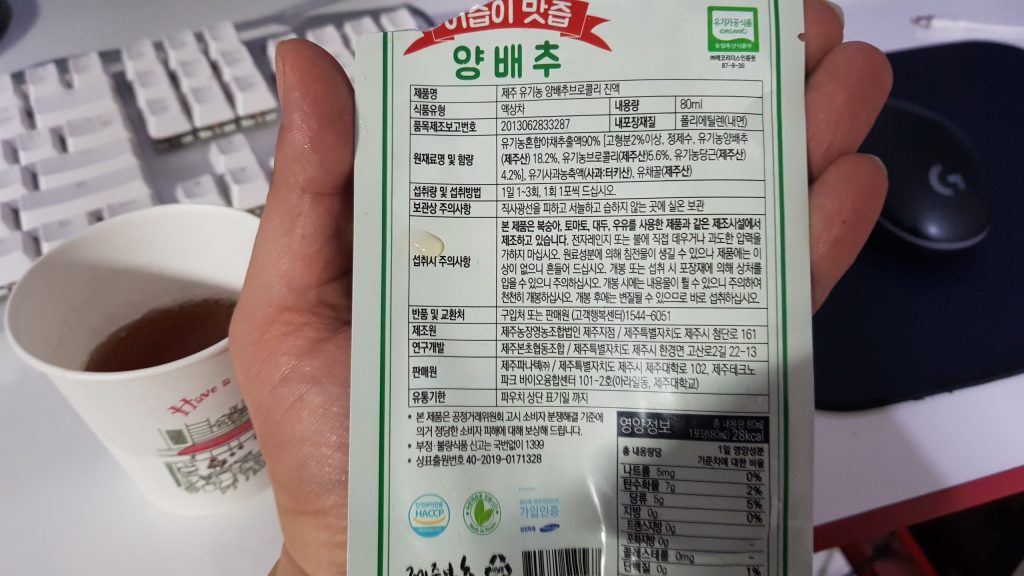 이습이 맛즙
양배추
유기가공식품
(ORGANIC)
농림축산식품부
㈜에코리더스인증원
87-6-39
제품명 제주 유기농 양배추브로콜리 진액
식품유형 액상차 내용량 80ml
품목제조보고번호 2013062833287 내포장재질 폴리에틸렌(내면)
원재료명 및 함량 유기농혼합야채추출액90% [고형분2%이상, 정제수, 유기농양배추
(제주산) 18.2%, 유기농브로콜리(제주산)5.6%, 유기농당근(제주산)
4.2%], 유기사과농축액(사과:터키산), 유채꿀(제주산)
섭취량 및 섭취방법 1일 1~3회, 1회 1포씩 드십시오
보관상 주의사항 직사광선을 피하고 서늘하고 습하지 않는 곳에 실온 보관
섭취시 주의사항 본 제품은 복숭아, 토마토, 대두, 우유를 사용한 제품과 같은 제조시설에서
제조하고 있습니다. 전자레인지 또는 불에 직접 데우거나 과도한 압력을
가하지 마십시오 원료성분에 의해 침전물이 생길 수 있으나 제품에는 이
상이 없으니 흔들어 드십시오 개봉 또는 섭취 시 포장재에 의해 상처를
입을 수 있으니 주의하십시오 개봉 시에는 내용물이 튈 수 있으니 주의하여
천천히 개봉하십시오 개봉 후에는 변질될 수 있으므로 바로 섭취하십시오
반품 및 교환처 구입처 또는 판매원 (고객행복센터)1544-6051
제조원 제주농장영농조합법인 제주지점 / 제주특별자치도 제주시 첨단로 161
연구개발 제주본초협동조합 / 제주특별자치도 제주시 한경면 고산로2길 22-13
판매원 제주파나텍㈜ / 제주특별자치도 제주시 제주대학로 102, 제주테크노
파크 바이오융합센터 101-2호(아라일동, 제주대학교)
유통기한 파우치 상단 표기일 까지
* 본 제품은 공정거래위원회 고시 소비자 분쟁해결 기준에
의거 정당한 소비자 피해에 대해 보상해 드립니다.
* 부정·불량식품 신고는 국번없이 1399
* 상표출원번호 40-2019-0171328
영양정보 총 내용량 80ml
1포당(80ml) 28kcal
총 내용량당 1일 영양성분
기준치에 대한 비율
나트륨 5mg 0%
탄수화물 7g 2%
당류 5g 5%
지방 0g 0%
트랜스지방 0g
포화지방 0g
콜레스테롤 0mg
단백질 0g 1%
HACCP
가입인증
삼성화재
Have a
G